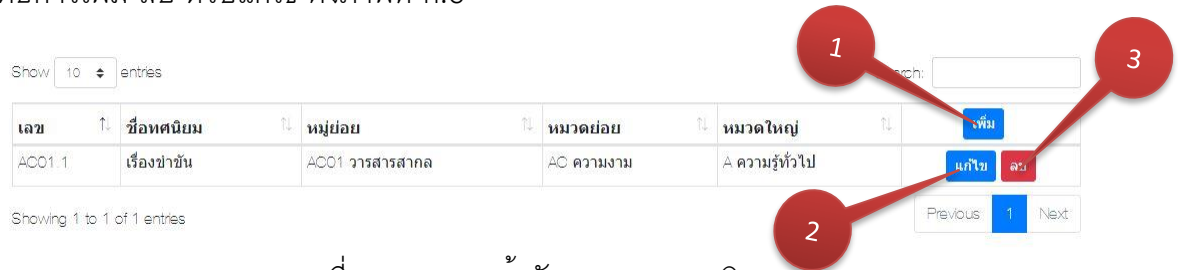 1
3
Show 10 entries
เลข ชื่อทศนิยม หมู่ย่อย หมวดย่อย หมวดใหญ่ เพิ่ม
AC01.1 เรื่องขำขัน AC01 วารสารสากล AC ความงาม A ความรู้ทั่วไป แก้ไข ลบ
Showing 1 to 1 of 1 entries Previous 1 Next
2